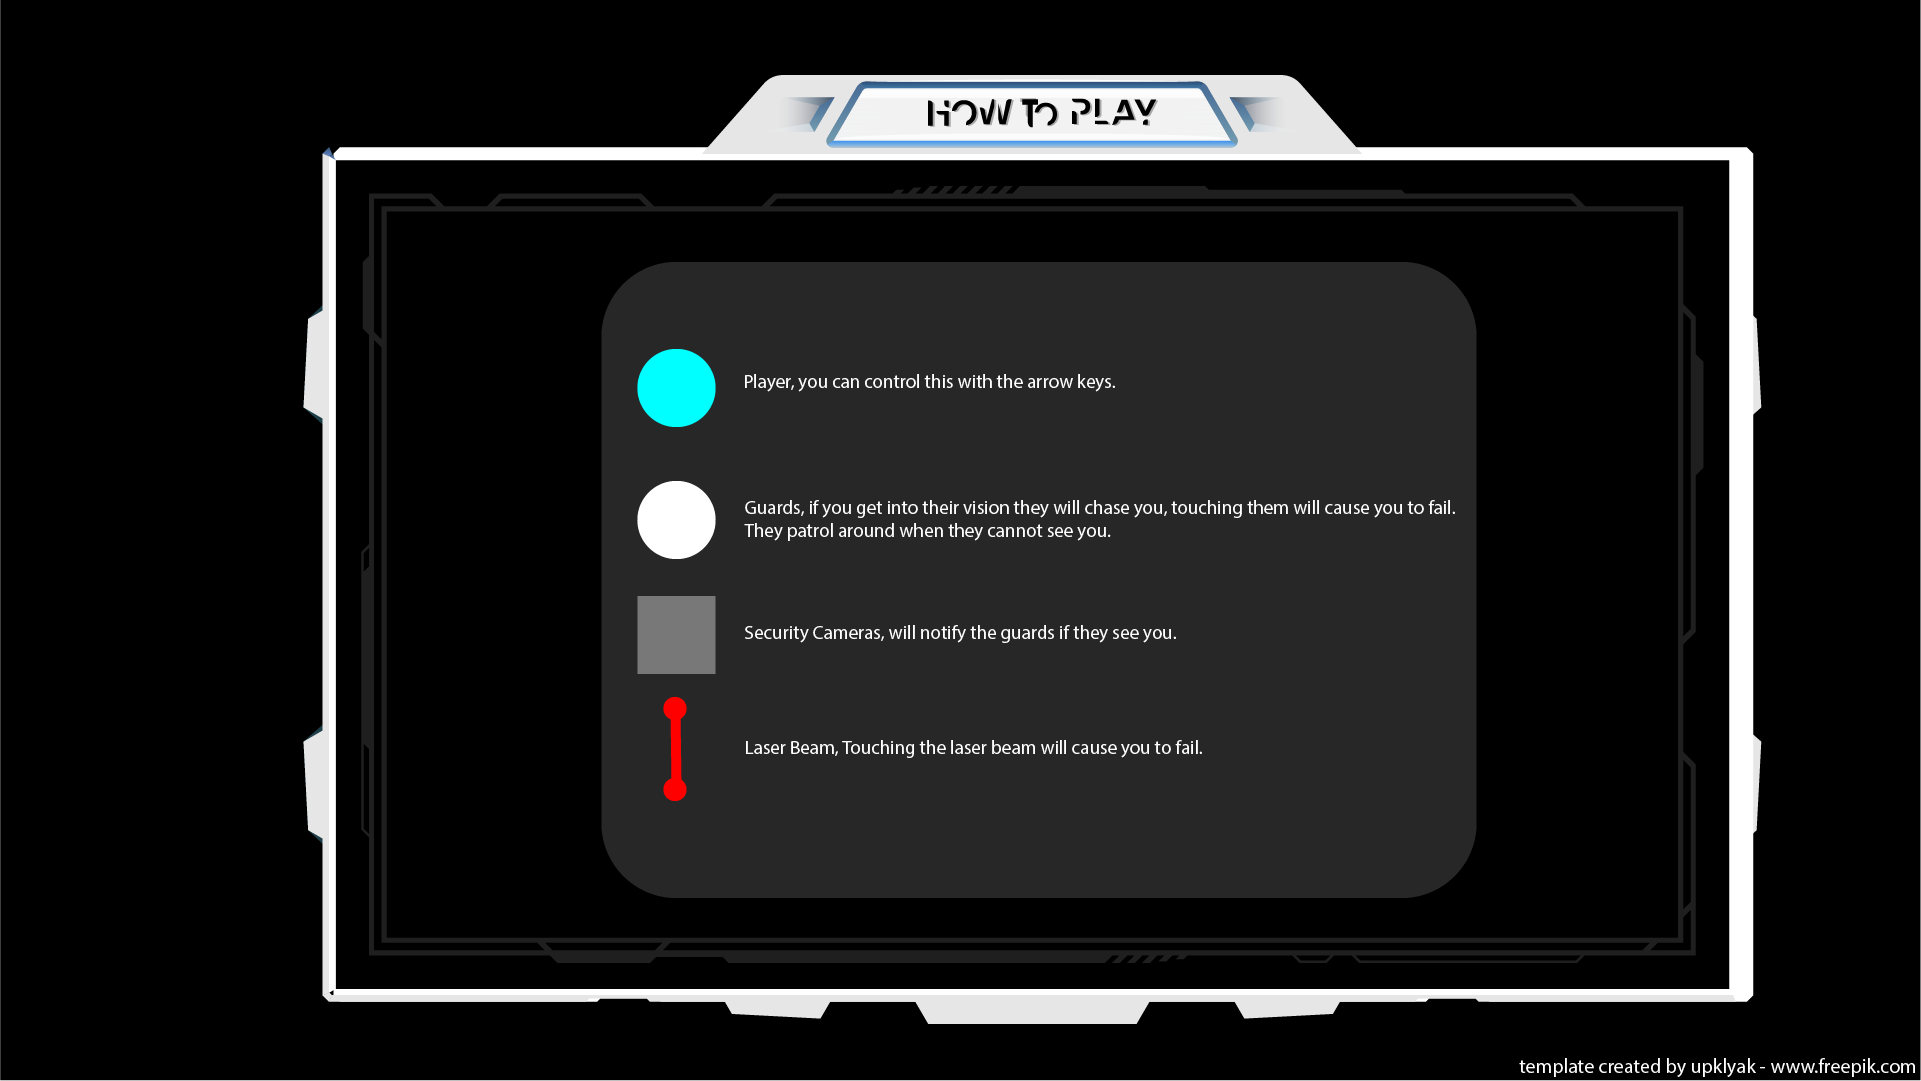 HOW TO PLAY
Player, you can control this with the arrow keys.
Guards, if you get into their vision they will chase you, touching them will cause you to fail.
They patrol around when they cannot see you.
Security Cameras, will notify the guards if they see you.
Laser Beam, Touching the laser beam will cause you to fail.
template created by upklyak - www.freepik.com